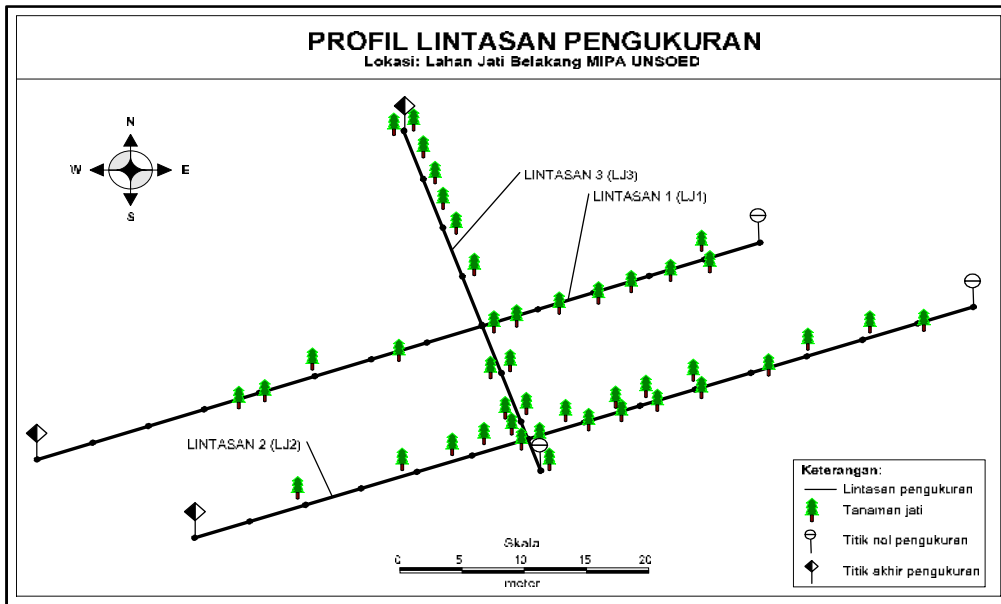 PROFIL LINTASAN PENGUKURAN
Lokasi: Lahan Jati Belakang MIPA UNSOED
N
W E
S
LINTASAN 3 (LJ3)
LINTASAN 1 (LJ1)
LINTASAN 2 (LJ2)
Skala
0 5 10 15 20
meter
Keterangan:
Lintasan pengukuran
Tanaman jati
Titik nol pengukuran
Titik akhir pengukuran